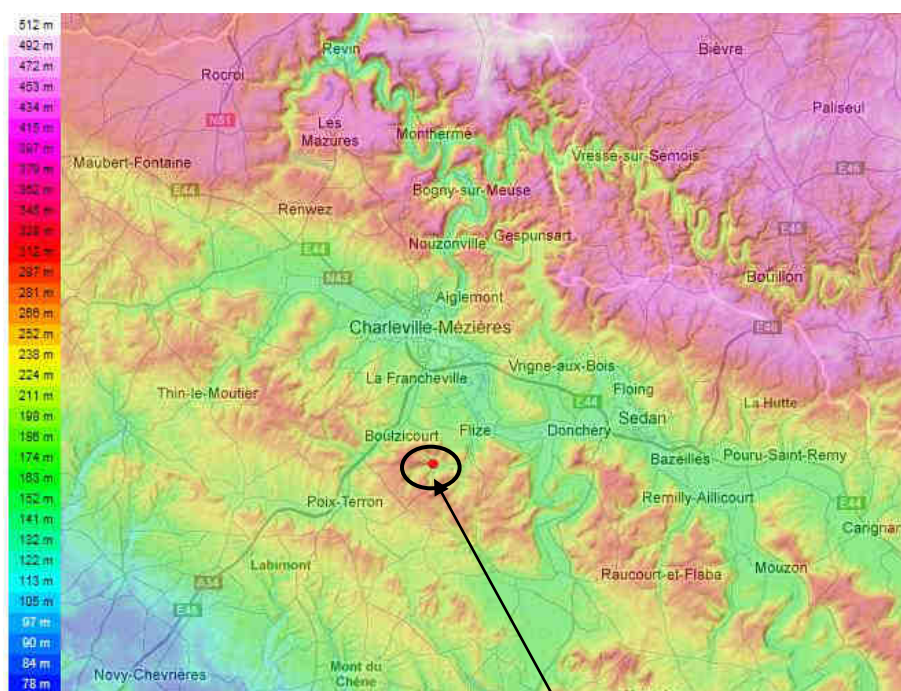 512 m
492 m
472 m
453 m
434 m
415 m
397 m
379 m
362 m
345 m
328 m
312 m
297 m
281 m
266 m
252 m
238 m
224 m
211 m
198 m
186 m
174 m
163 m
152 m
141 m
132 m
122 m
113 m
105 m
97 m
90 m
84 m
78 m
Revin
Bièvre
Rocroi
Paliseul
N51
Les
Mazures
Monthermé
Vresse-sur-Semois
Maubert-Fontaine
E46
E44
Bogny-sur-Meuse
Renwez
Nouzonville
Gespunsart
E46
E44
N43
Bouillon
Aiglemont
Charleville-Mézières
E46
Vrigne-aux-Bois
La Francheville
Floing
Thin-le-Moutier
E44
La Hutte
Sedan
Boulzicourt
Flize
Donchery
Bazeilles
Pouru-Saint-Remy
Poix-Terron
Remilly-Aillicourt
E44
Carignan
Labimont
Raucourt-et-Flaba
Mouzon
A34
E46
Novy-Chevrières
Mont du
Chêne